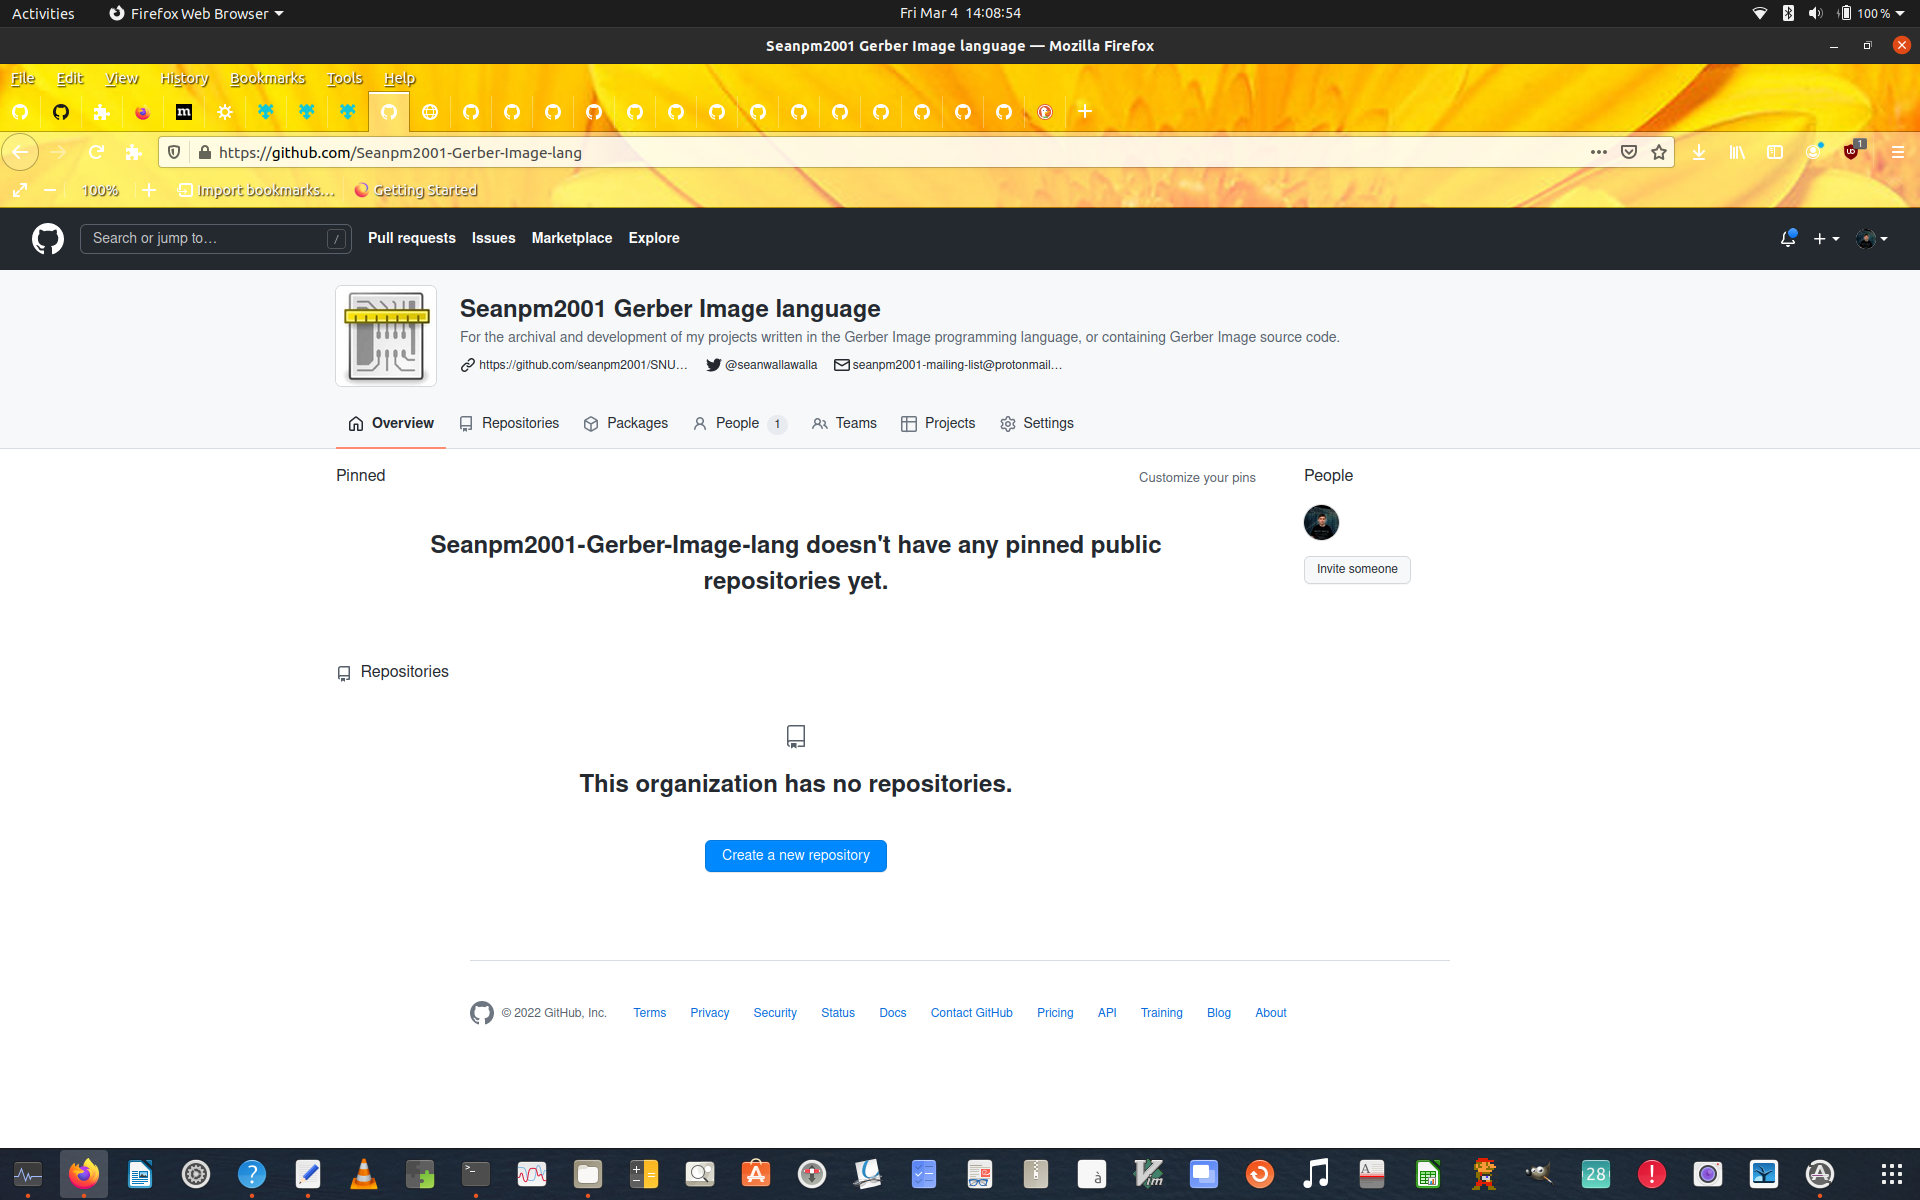 Activities
Firefox Web Browser
Fri Mar 4 14:08:54
100 %
Seanpm2001 Gerber Image language — Mozilla Firefox
File Edit View History Bookmarks Tools Help
https://github.com/Seanpm2001-Gerber-Image-lang
1
100%
Import bookmarks...
Getting Started
Search or jump to...
/
Pull requests Issues Marketplace Explore
Seanpm2001 Gerber Image language
For the archival and development of my projects written in the Gerber Image programming language, or containing Gerber Image source code.
https://github.com/seanpm2001/SNU...
@seanwallawalla
seanpm2001-mailing-list@protonmail...
Overview Repositories Packages People 1 Teams Projects Settings
Pinned
Customize your pins
People
Seanpm2001-Gerber-Image-lang doesn't have any pinned public
repositories yet.
Invite someone
Repositories
This organization has no repositories.
Create a new repository
© 2022 GitHub, Inc. Terms Privacy Security Status Docs Contact GitHub Pricing API Training Blog About
28